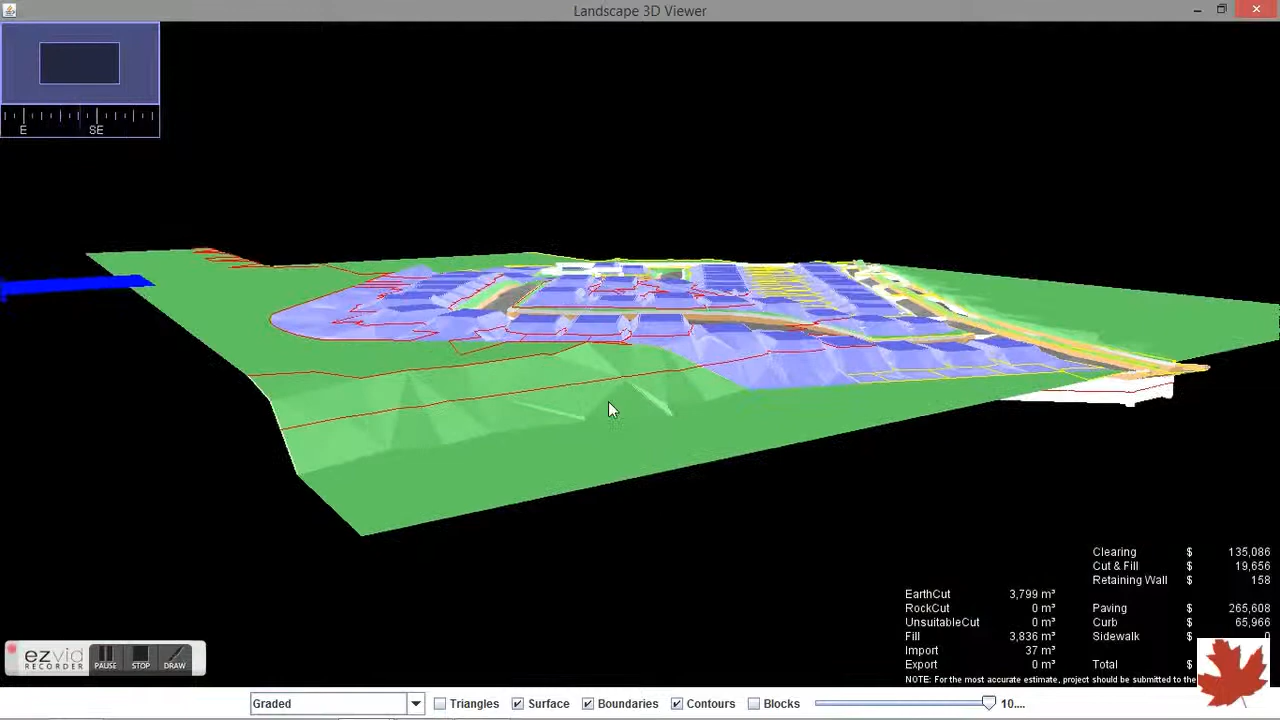 Landscape 3D Viewer
E SE
Clearing $ 135,086
Cut & Fill $ 19,656
Retaining Wall $ 158
EarthCut 3,799 m³
RockCut 0 m³ Paving $ 265,608
UnsuitableCut 0 m³ Curb $ 65,966
Fill 3,836 m³ Sidewalk $ 0
Import 37 m³
Export 0 m³ Total $
NOTE: For the most accurate estimate, project should be submitted to the
ezvid
RECORDER
PAUSE STOP DRAW
Graded Triangles Surface Boundaries Contours Blocks 10....